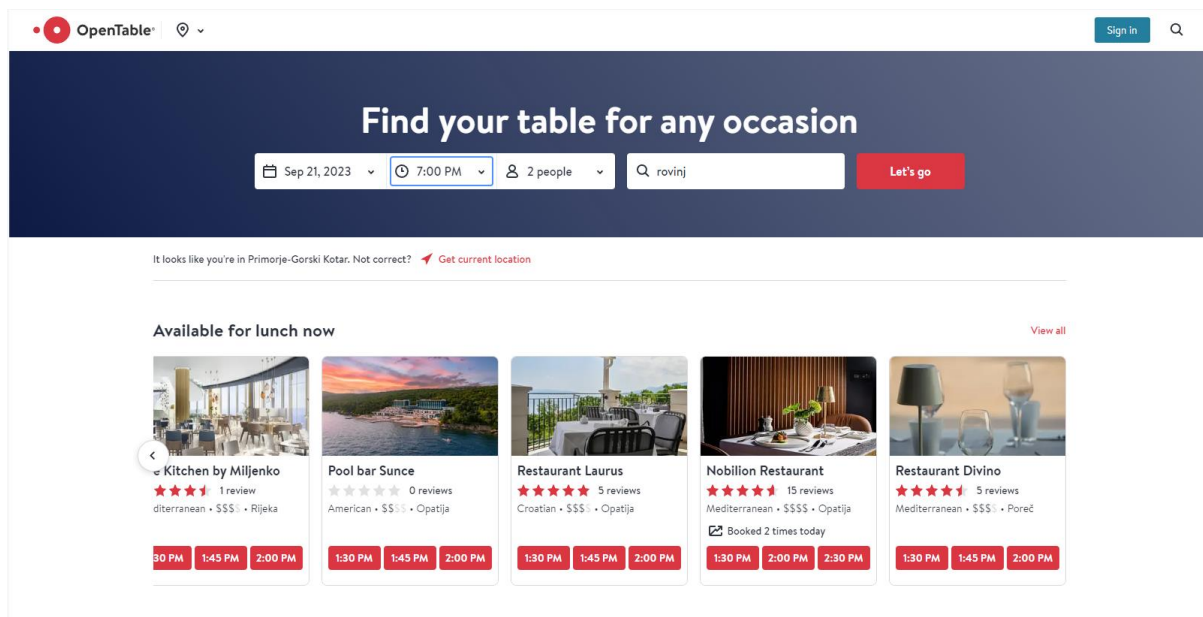 OpenTable®
Sign in
Find your table for any occasion
Sep 21, 2023 7:00 PM 2 people rovinj Let's go
It looks like you're in Primorje-Gorski Kotar. Not correct? Get current location
Available for lunch now View all
Kitchen by Miljenko
1 review
diterranean • $$$$ • Rijeka
30 PM 1:45 PM 2:00 PM
Pool bar Sunce
0 reviews
American • $$$$ • Opatija
1:30 PM 1:45 PM 2:00 PM
Restaurant Laurus
5 reviews
Croatian • $$$$ • Opatija
1:30 PM 1:45 PM 2:00 PM
Nobilion Restaurant
15 reviews
Mediterranean • $$$$ • Opatija
Booked 2 times today
1:30 PM 2:00 PM 2:30 PM
Restaurant Divino
5 reviews
Mediterranean • $$$$ • Poreč
1:30 PM 1:45 PM 2:00 PM